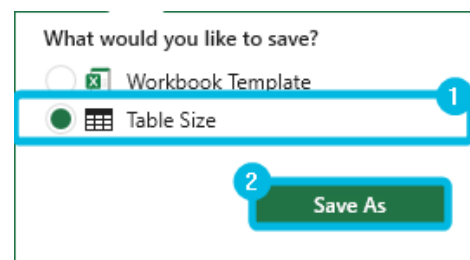 What would you like to save?
Workbook Template
1
Table Size
2
Save As